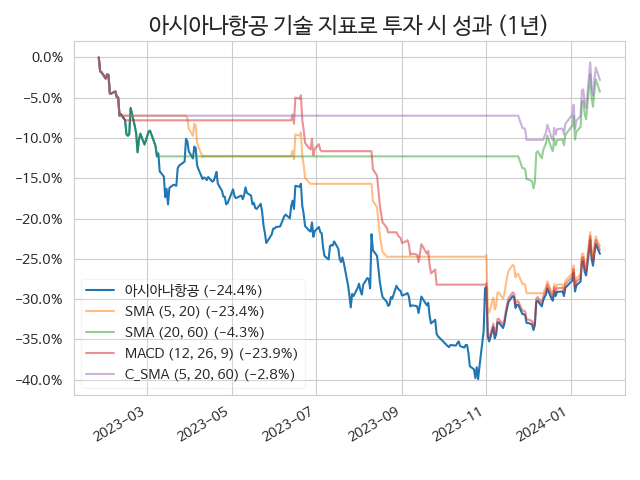 아시아나항공 기술 지표로 투자 시 성과 (1년)
0.0%
−5.0%
−10.0%
−15.0%
−20.0%
−25.0%
−30.0%
−35.0%
−40.0%
아시아나항공 (−24.4%)
SMA (5, 20) (−23.4%)
SMA (20, 60) (−4.3%)
MACD (12, 26, 9) (−23.9%)
C_SMA (5, 20, 60) (−2.8%)
2023-03
2023-05
2023-07
2023-09
2023-11
2024-01